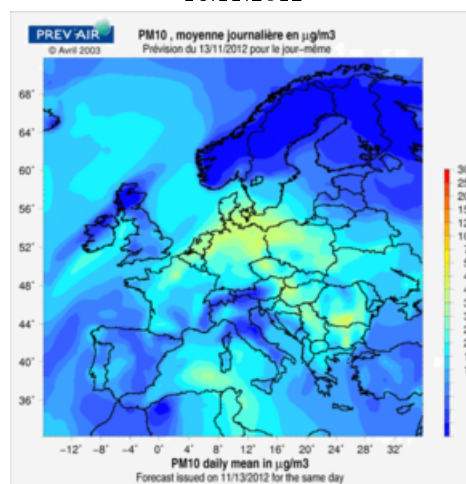 PREV'AIR
© Avril 2003
PM10 , moyenne journalière en µg/m3
Prévision du 13/11/2012 pour le jour−même
68°
64°
60°
56°
52°
48°
44°
40°
36°
−12° −8° −4° 0° 4° 8° 12° 16° 20° 24° 28° 32°
PM10 daily mean in µg/m3
Forecast issued on 11/13/2012 for the same day